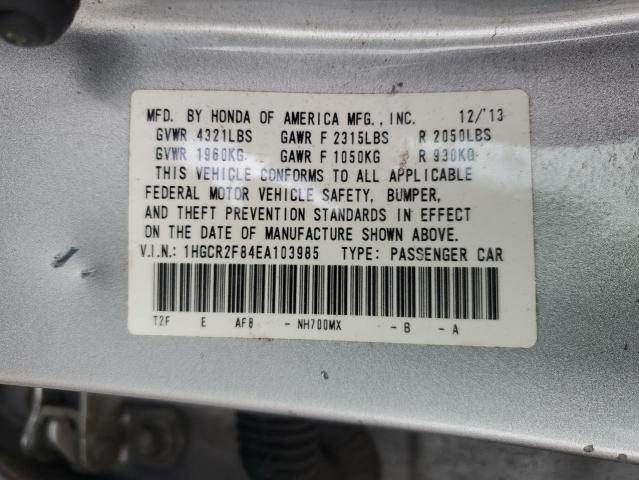 MFD. BY HONDA OF AMERICA MFG., INC. 12/'13
GVWR 4321LBS GAWR F 2315LBS R 2050LBS
GVWR 1960KG GAWR F 1050KG R 930KG
THIS VEHICLE CONFORMS TO ALL APPLICABLE
FEDERAL MOTOR VEHICLE SAFETY, BUMPER,
AND THEFT PREVENTION STANDARDS IN EFFECT
ON THE DATE OF MANUFACTURE SHOWN ABOVE.
V.I.N.: 1HGCR2F84EA103985 TYPE: PASSENGER CAR
T2F E AF8 - NH700MX - B - A